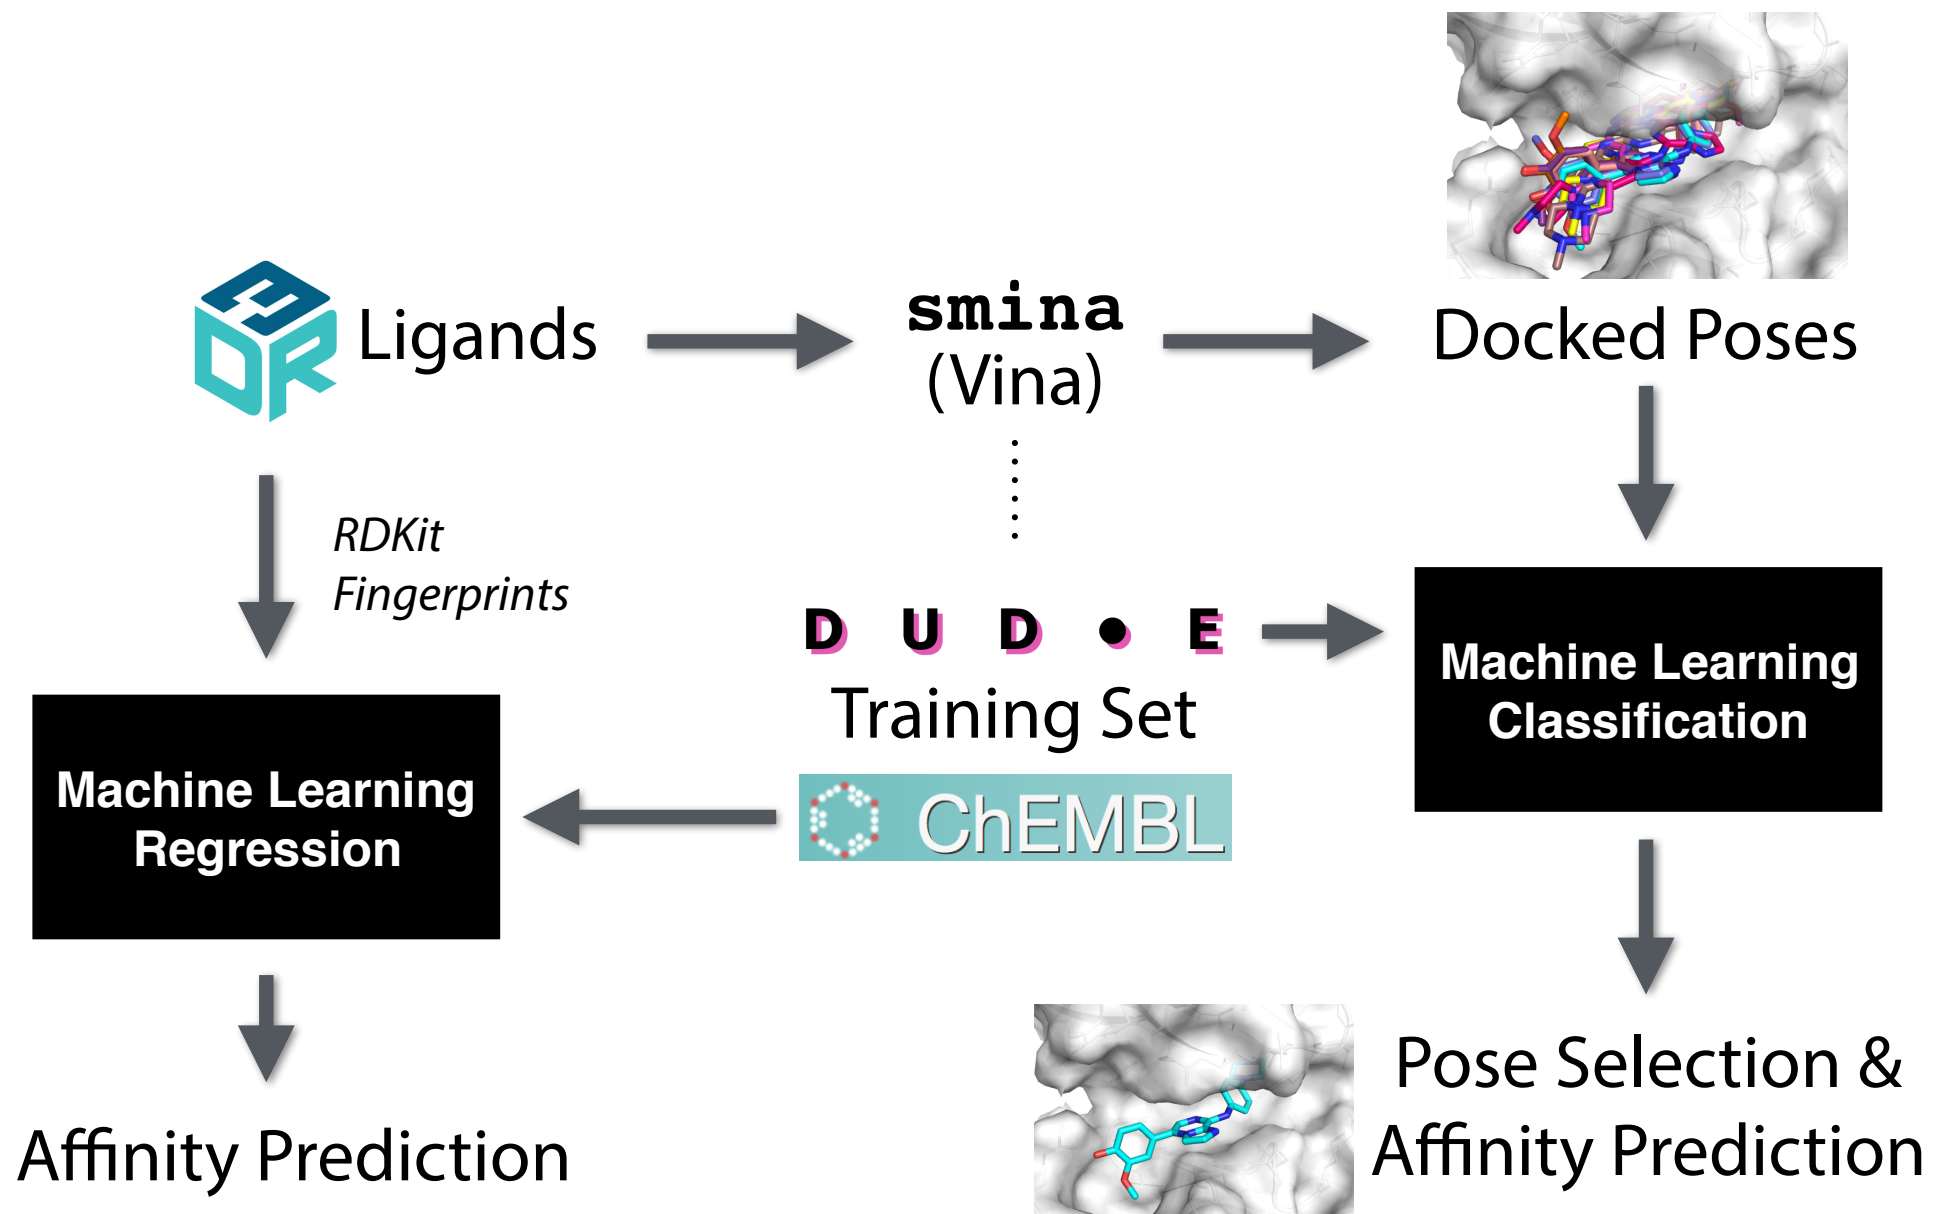 D3R
Ligands
smina
(Vina)
Docked Poses
RDKit
Fingerprints
D U D • E
Training Set
ChEMBL
Machine Learning
Classification
Machine Learning
Regression
Affinity Prediction
Pose Selection &
Affinity Prediction